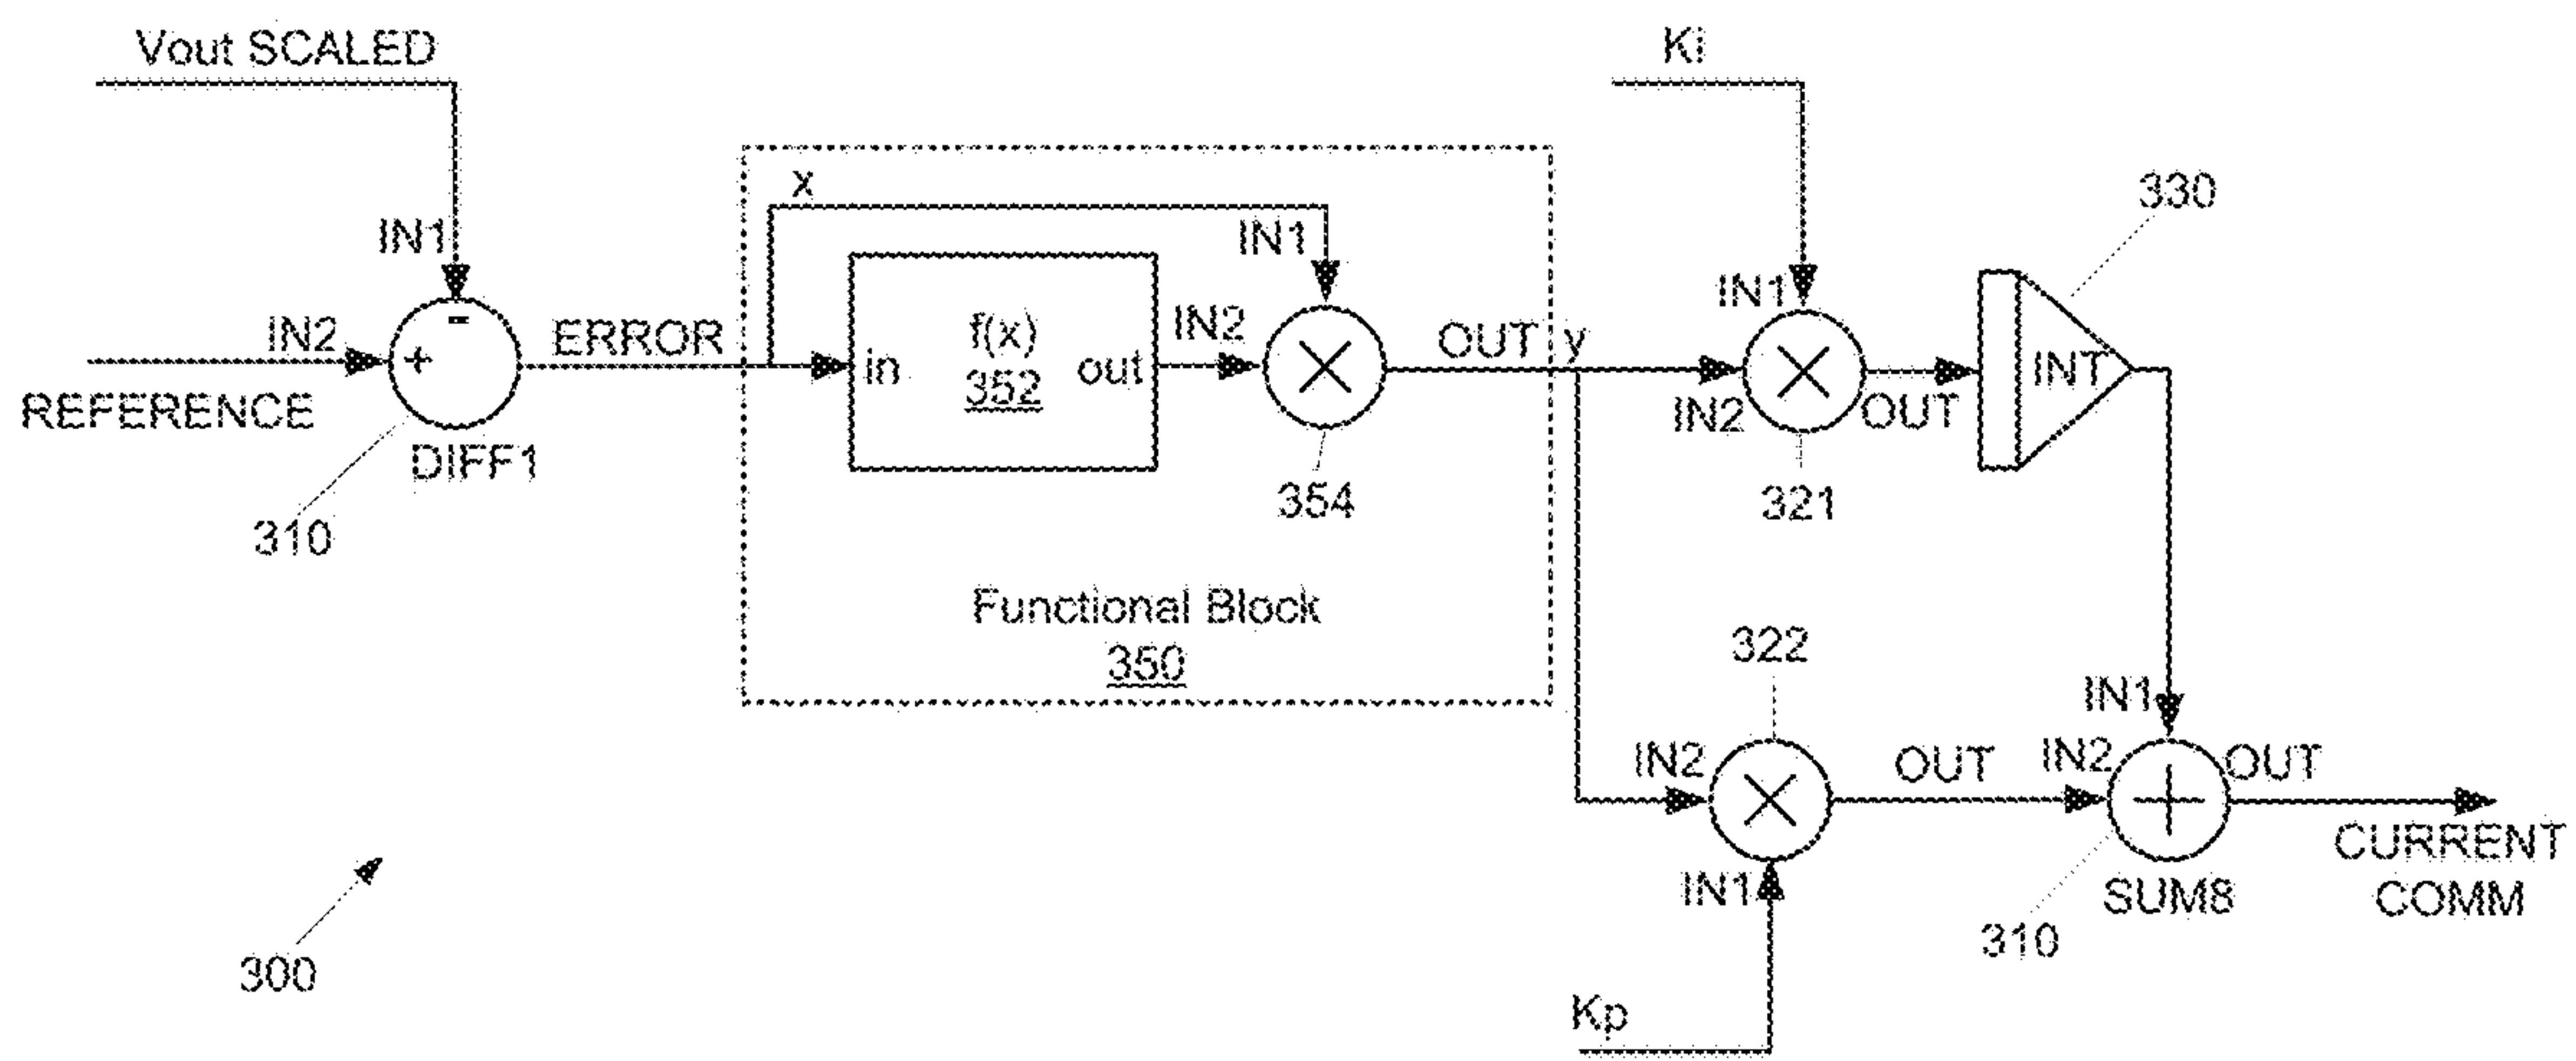 Vout SCALED
Ki
x
330
IN1
IN1
IN1
IN2
ERROR
f(x)
352
in
out
IN2
OUT
y
IN2
OUT
INT
+
-
REFERENCE
DIFF1
310
354
321
Functional Block
350
322
IN1
IN2
OUT
IN2
OUT
IN1
CURRENT
COMM
SUM8
310
300
Kp